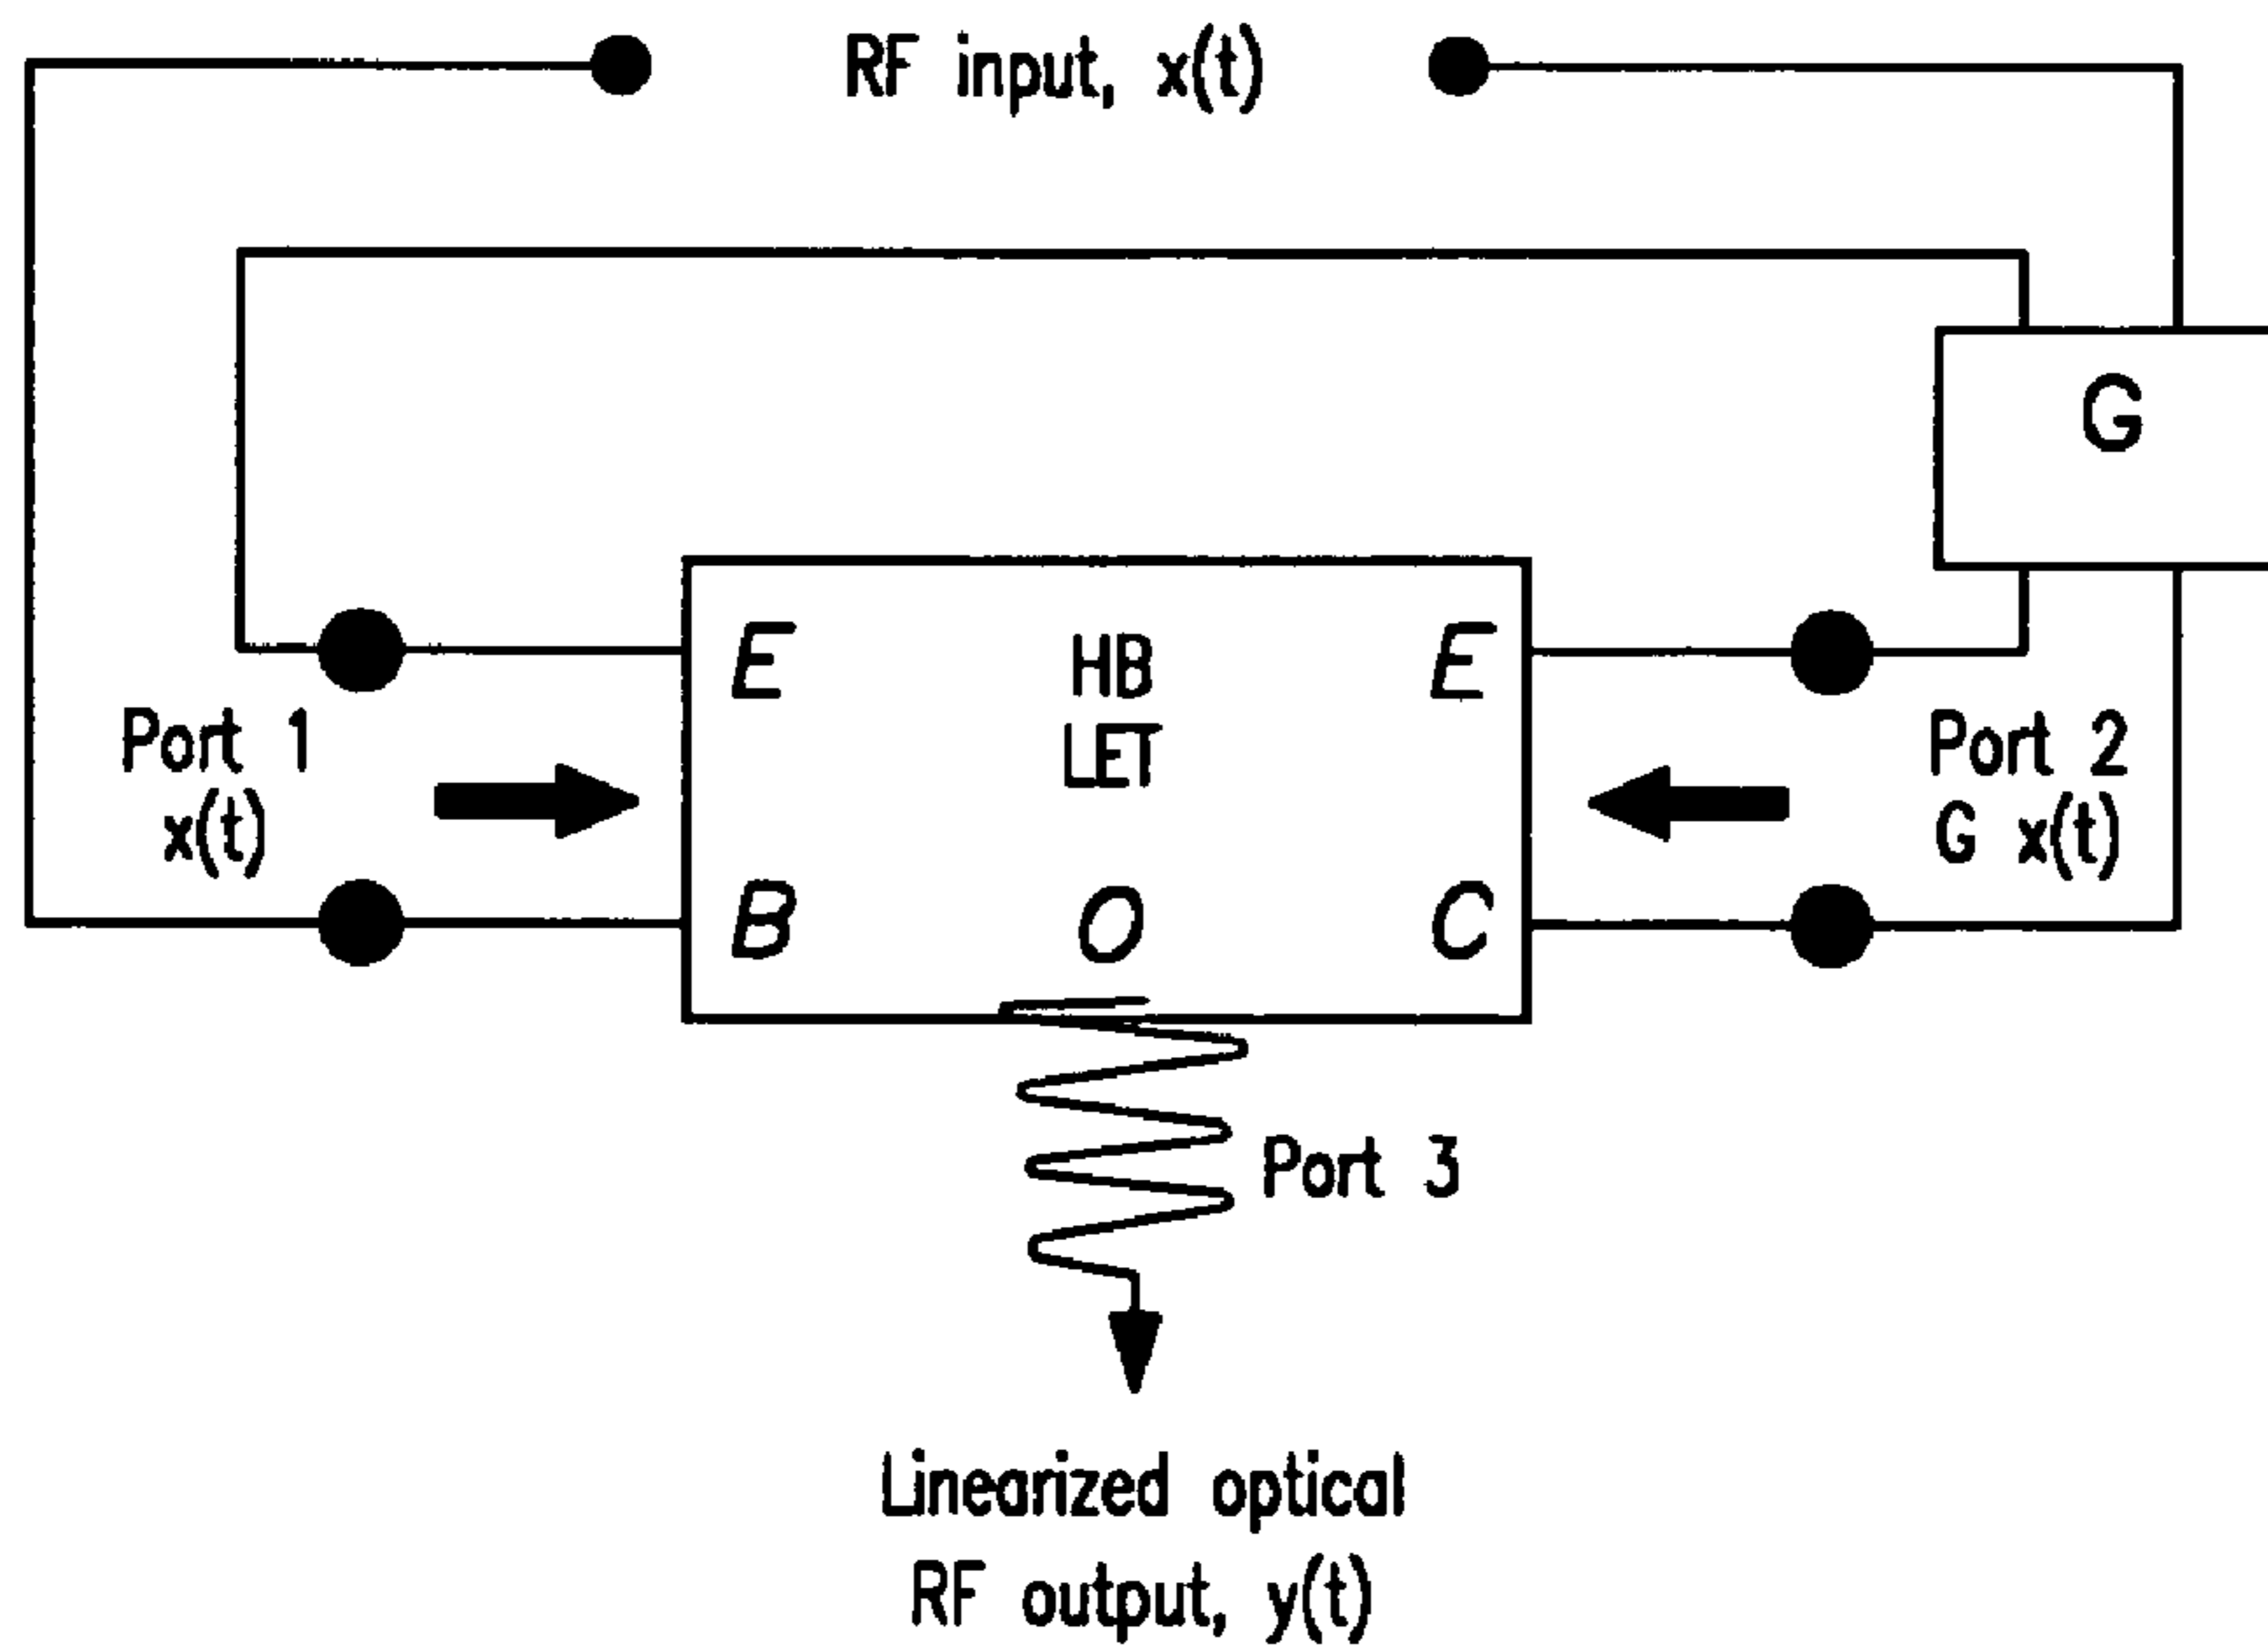 RF input, x(t)
G
E HB E
LET
Port 1
x(t)
Port 2
G x(t)
B O C
Port 3
Linearized optical
RF output, y(t)